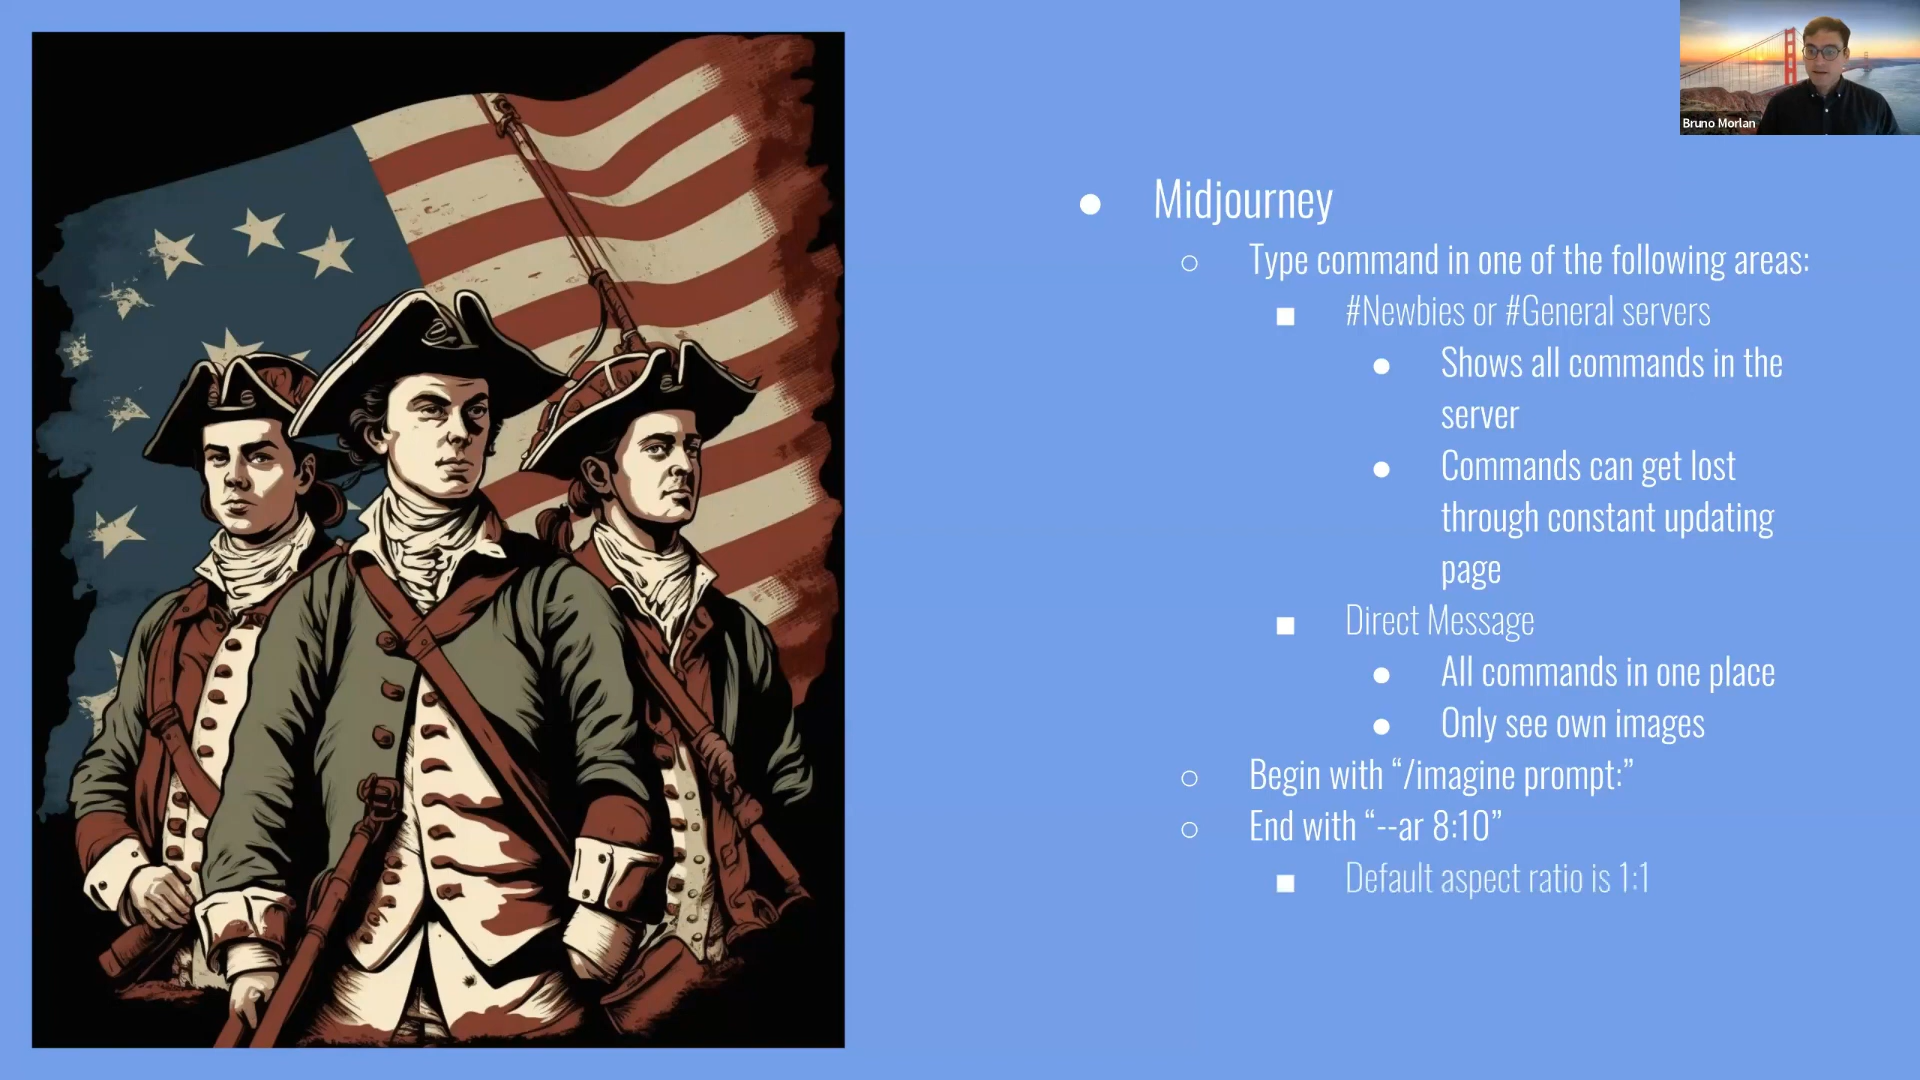 Bruno Morlan
Midjourney
Type command in one of the following areas:
#Newbies or #General servers
Shows all commands in the
server
Commands can get lost
through constant updating
page
Direct Message
All commands in one place
Only see own images
Begin with “/imagine prompt:”
End with “--ar 8:10”
Default aspect ratio is 1:1